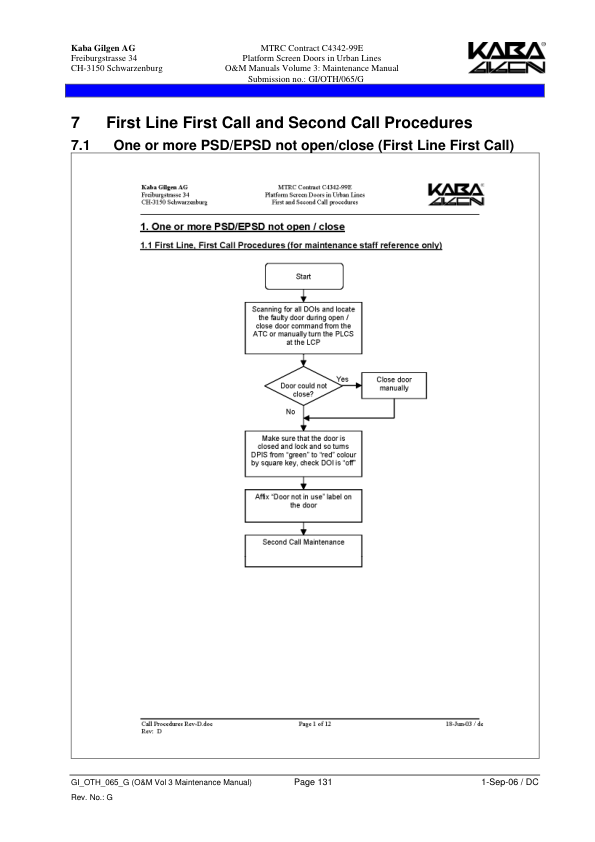 Kaba Gilgen AG
Freiburgstrasse 34
CH-3150 Schwarzenburg
MTRC Contract C4342-99E
Platform Screen Doors in Urban Lines
O&M Manuals Volume 3: Maintenance Manual
Submission no.: GI/OTH/065/G
KABA
GILGEN
7 First Line First Call and Second Call Procedures
7.1 One or more PSD/EPSD not open/close (First Line First Call)
Kaba Gilgen AG
Freiburgstrasse 34
CH-3150 Schwarzenburg
MTRC Contract C4342-99E
Platform Screen Doors in Urban Lines
First and Second Call procedures
KABA
GILGEN
1. One or more PSD/EPSD not open / close
1.1 First Line, First Call Procedures (for maintenance staff reference only)
Start
Scanning for all DOIs and locate
the faulty door during open /
close door command from the
ATC or manually turn the PLCS
at the LCP
Door could not
close?
Yes
Close door
manually
No
Make sure that the door is
closed and lock and so turns
DPIS from “green” to “red” colour
by square key, check DOI is “off”
Affix “Door not in use” label on
the door
Second Call Maintenance
Call Procedures Rev-D.doc
Rev: D
Page 1 of 12
18-Jun-03 / de
GI_OTH_065_G (O&M Vol 3 Maintenance Manual)
Page 131
1-Sep-06 / DC
Rev. No.: G